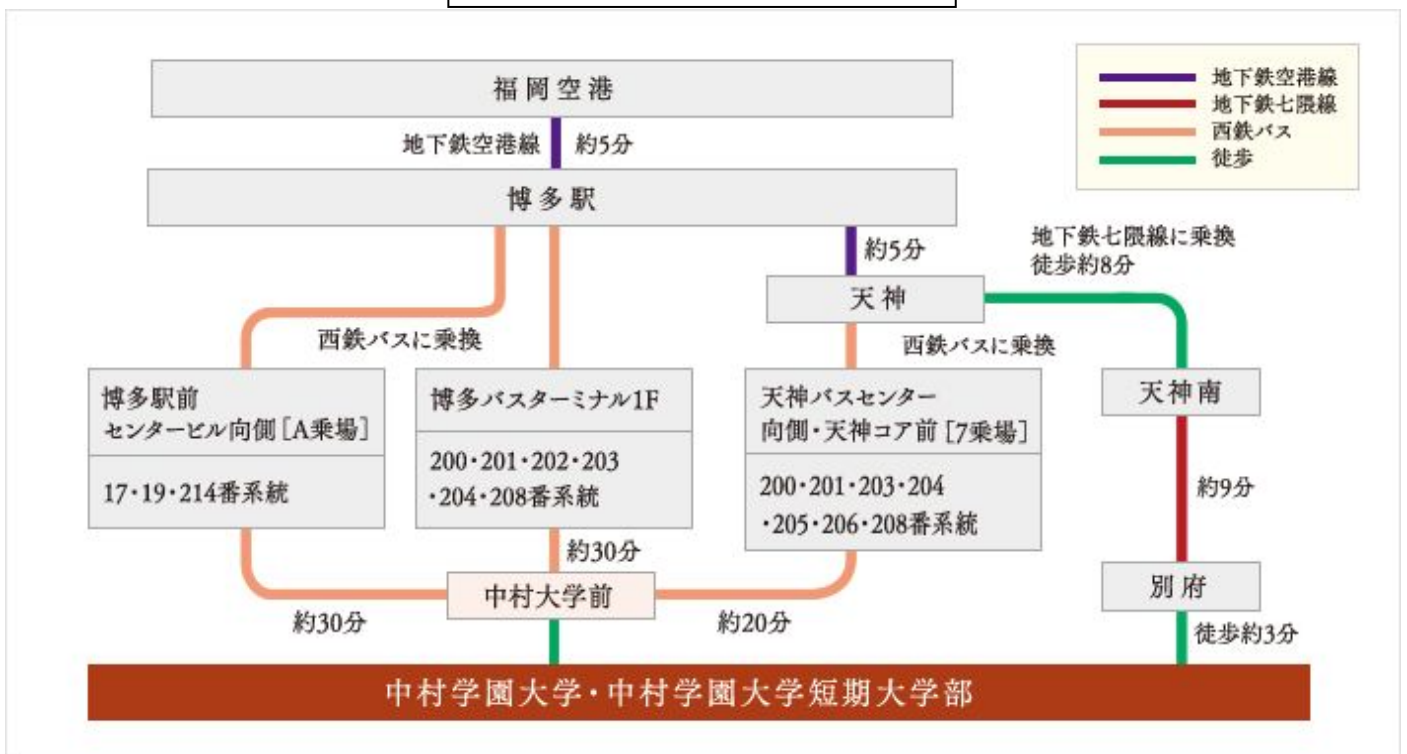 福岡空港
地下鉄空港線
地下鉄七隈線
西鉄バス
徒歩
地下鉄空港線 約5分
博多駅
約5分
地下鉄七隈線に乗換
徒歩約8分
天神
西鉄バスに乗換
西鉄バスに乗換
博多駅前
センタービル向側[A乗場]
17・19・214番系統
博多バスターミナル1F
200・201・202・203
・204・208番系統
天神バスセンター
向側・天神コア前[7乗場]
200・201・203・204
・205・206・208番系統
天神南
約9分
約30分
中村大学前
約30分
約20分
別府
徒歩約3分
中村学園大学・中村学園大学短期大学部